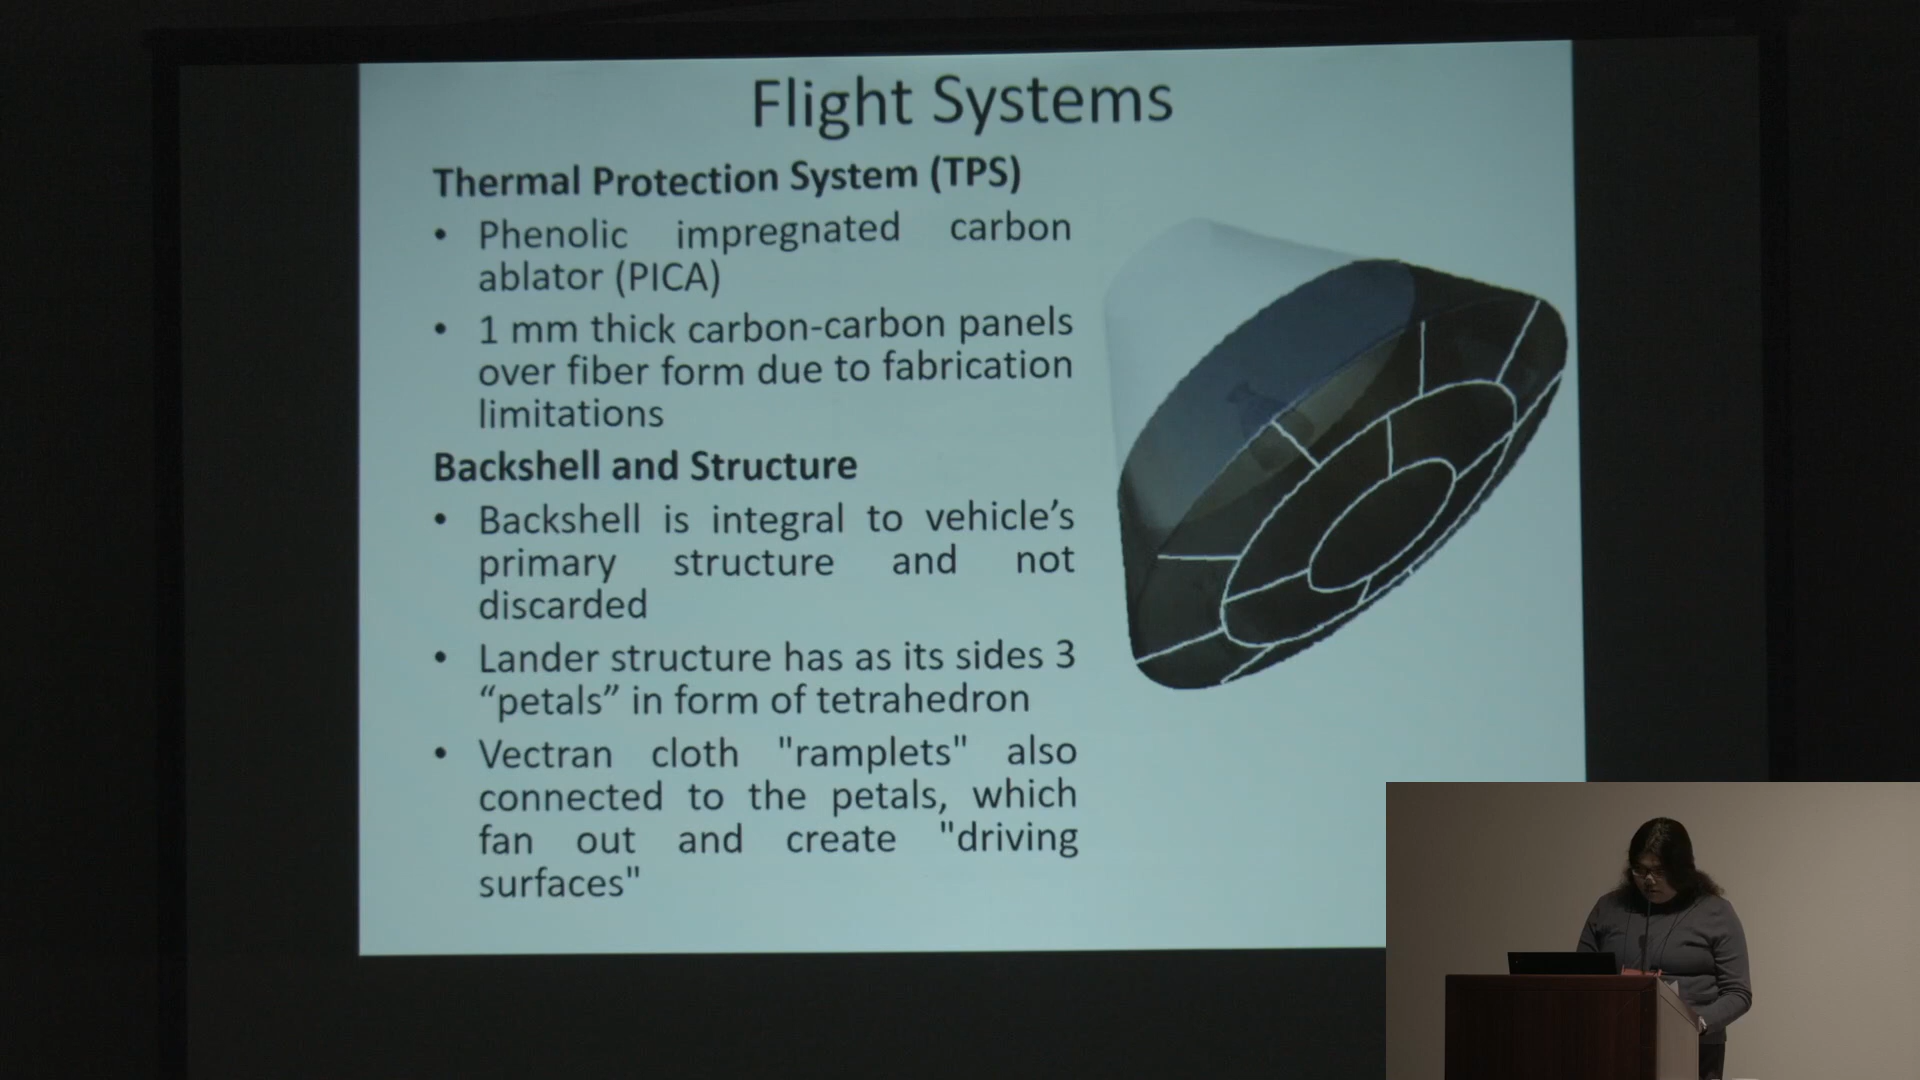 Flight Systems
Thermal Protection System (TPS)
• Phenolic impregnated carbon
ablator (PICA)
• 1 mm thick carbon-carbon panels
over fiber form due to fabrication
limitations
Backshell and Structure
• Backshell is integral to vehicle’s
primary structure and not
discarded
• Lander structure has as its sides 3
“petals” in form of tetrahedron
• Vectran cloth "ramplets" also
connected to the petals, which
fan out and create "driving
surfaces"